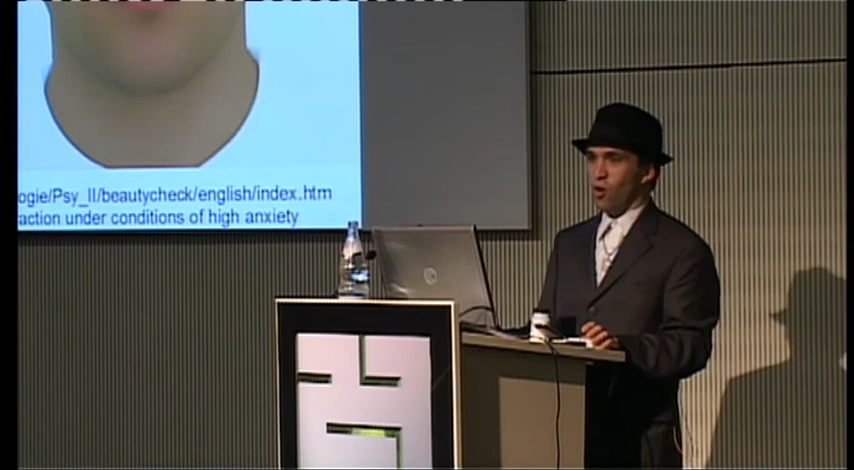 ogie/Psy_II/beautycheck/english/index.htm
action under conditions of high anxiety